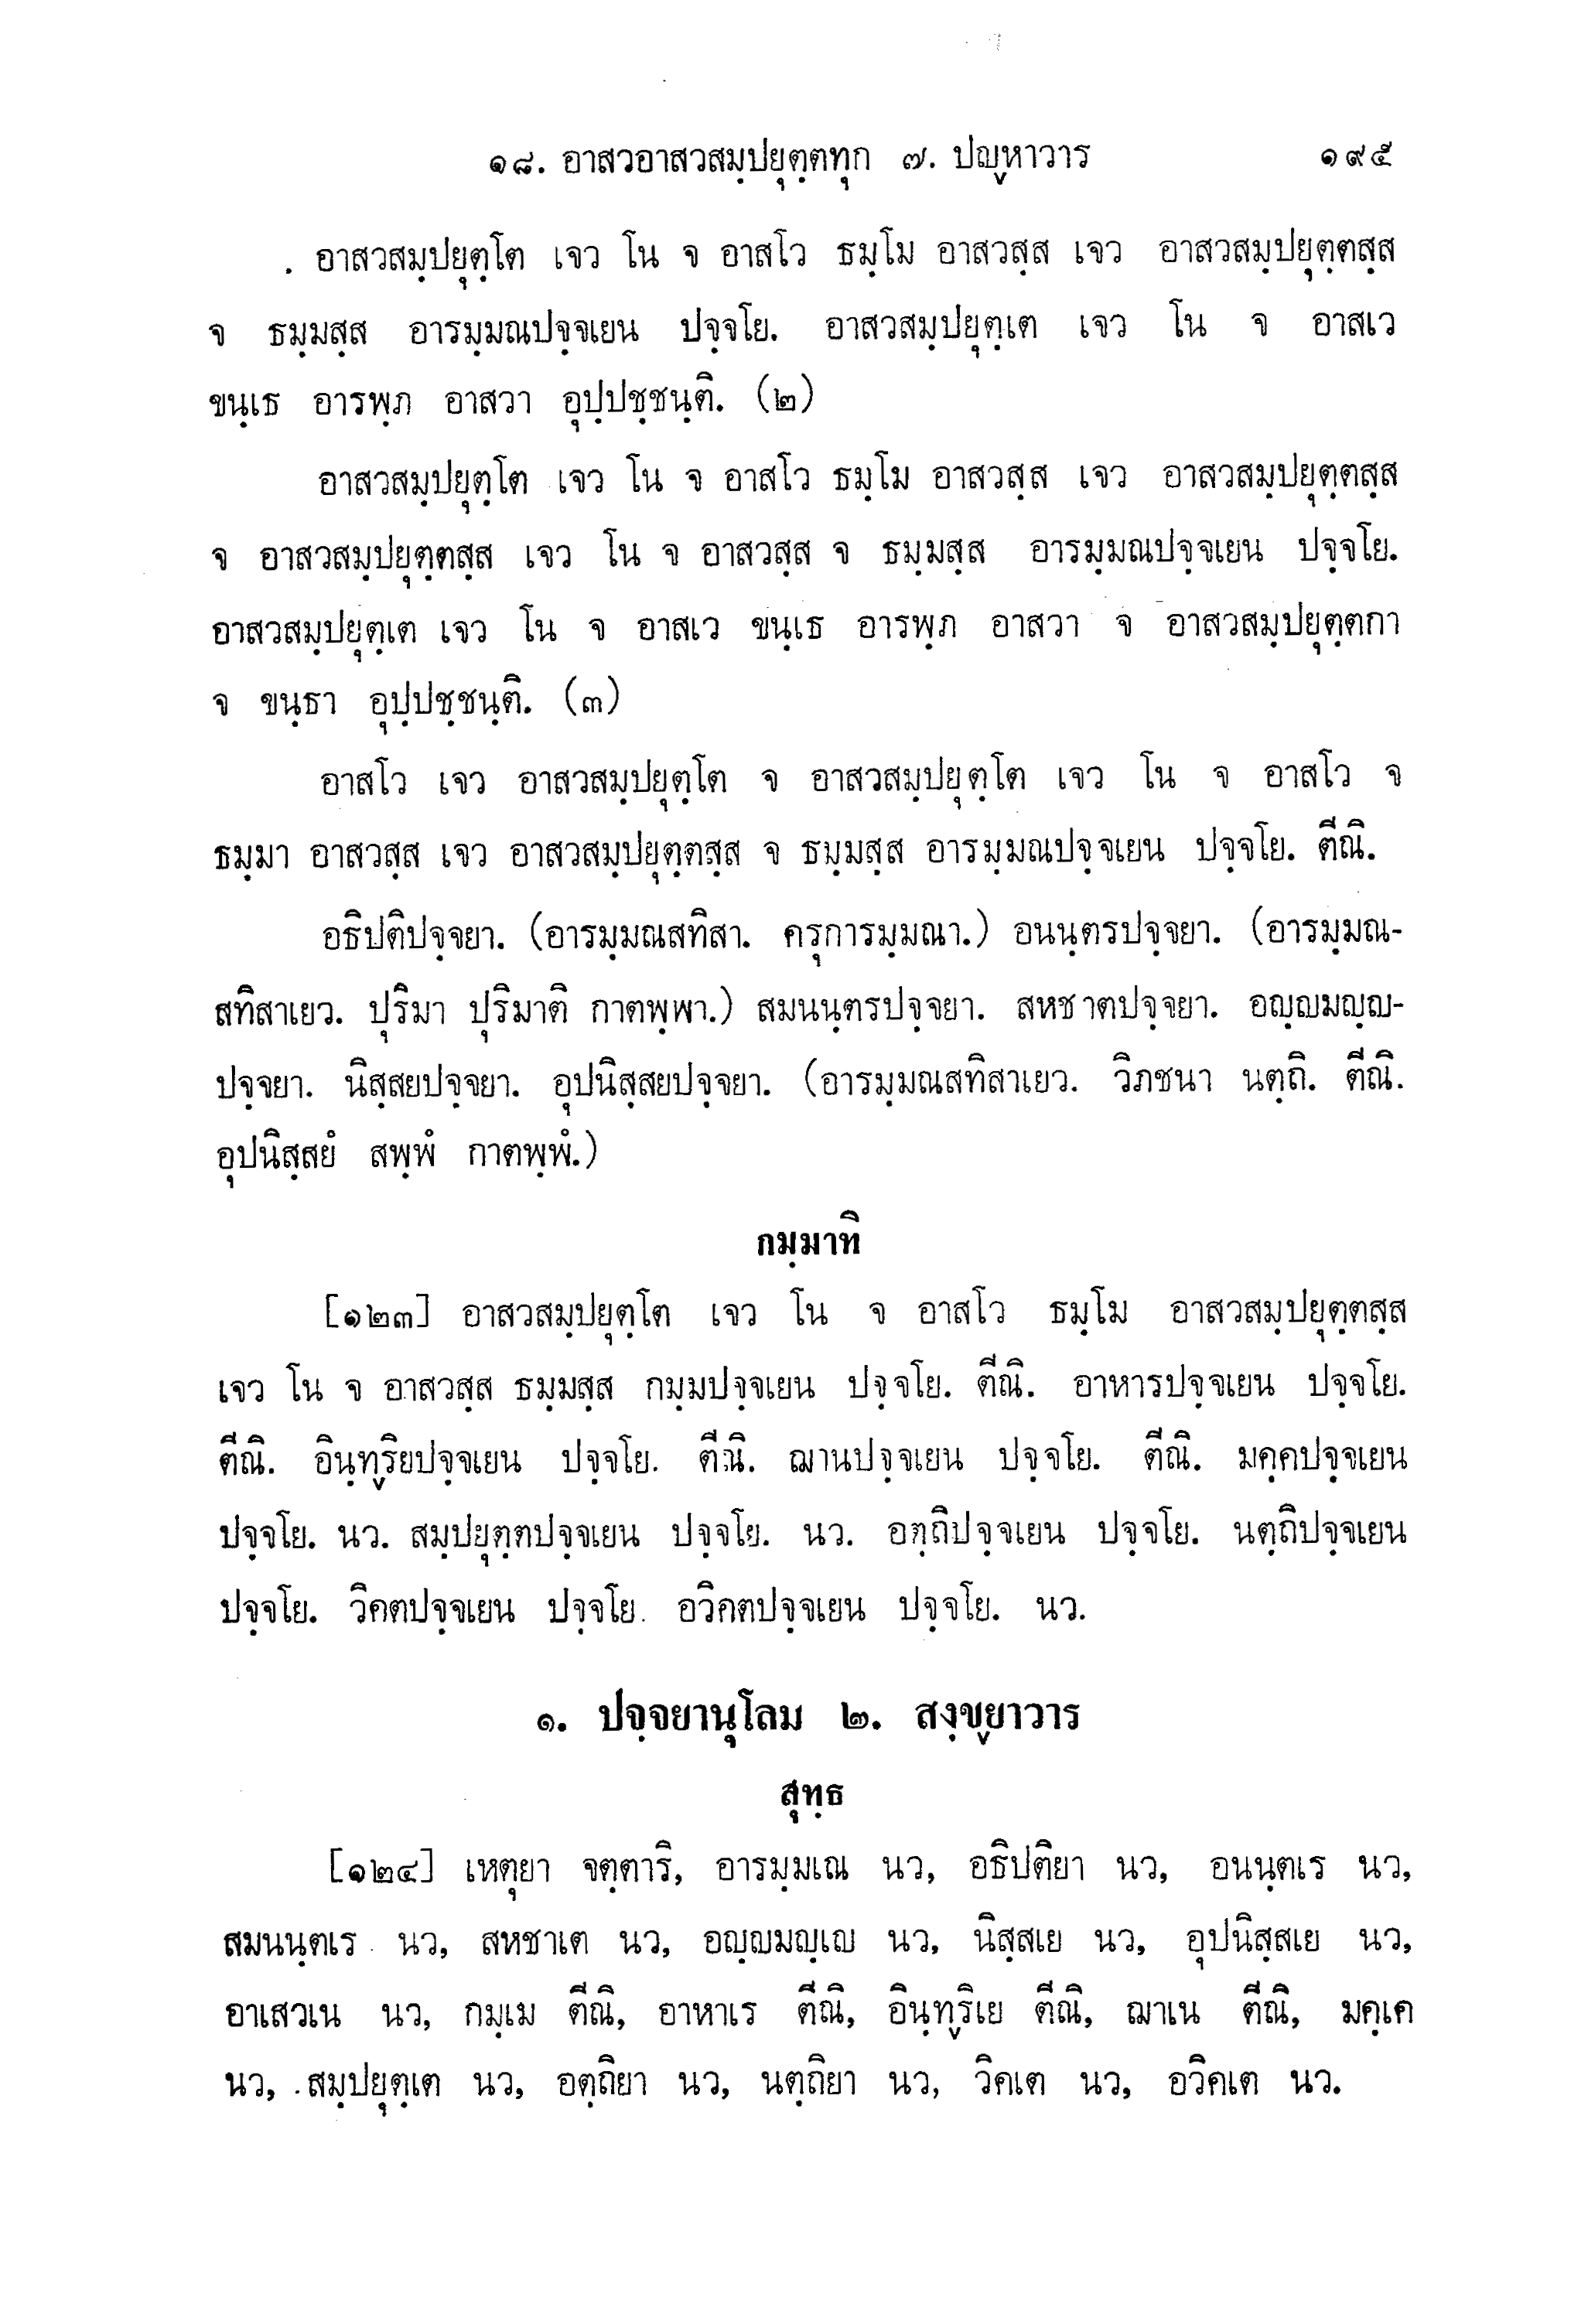 ๑๘. อาสวอาสวสมฺปยุตฺตทุก ๗. ปญฺหาวาร ๑๙๕
อาสวสมฺปยุตฺโต เจว โน จ อาสโว ธมฺโม อาสวสฺส เจว อาสวสมฺปยุตฺตสฺส
จ ธมฺมสฺส อารมฺมณปจฺจเยน ปจฺจโย. อาสวสมฺปยุตฺเต เจว โน จ อาสเว
ขนฺเธ อารพฺภ อาสวา อุปฺปชฺชนฺติ. (๒)
อาสวสมฺปยุตฺโต เจว โน จ อาสโว ธมฺโม อาสวสฺส เจว อาสวสมฺปยุตฺตสฺส
จ อาสวสมฺปยุตฺตสฺส เจว โน จ อาสวสฺส จ ธมฺมสฺส อารมฺมณปจฺจเยน ปจฺจโย.
อาสวสมฺปยุตฺเต เจว โน จ อาสเว ขนฺเธ อารพฺภ อาสวา จ อาสวสมฺปยุตฺตกา
จ ขนฺธา อุปฺปชฺชนฺติ. (๓)
อาสโว เจว อาสวสมฺปยุตฺโต จ อาสวสมฺปยุตฺโต เจว โน จ อาสโว จ
ธมฺมา อาสวสฺส เจว อาสวสมฺปยุตฺตสฺส จ ธมฺมสฺส อารมฺมณปจฺจเยน ปจฺจโย. ตีณิ.
อธิปติปจฺจยา. (อารมฺมณสทิสา. ครุการมฺมณา.) อนนฺตรปจฺจยา. (อารมฺมณ-
สทิสาเยว. ปุริมา ปุริมาติ กาตพฺพา.) สมนนฺตรปจฺจยา. สหชาตปจฺจยา. อญฺญมญฺญ-
ปจฺจยา. นิสฺสยปจฺจยา. อุปนิสฺสยปจฺจยา. (อารมฺมณสทิสาเยว. วิภชนา นตฺถิ. ตีณิ.
อุปนิสฺสยํ สพฺพํ กาตพฺพํ.)
กมฺมาทิ
[๑๒๓] อาสวสมฺปยุตฺโต เจว โน จ อาสโว ธมฺโม อาสวสมฺปยุตฺตสฺส
เจว โน จ อาสวสฺส ธมฺมสฺส กมฺมปจฺจเยน ปจฺจโย. ตีณิ. อาหารปจฺจเยน ปจฺจโย.
ตีณิ. อินฺทฺริยปจฺจเยน ปจฺจโย. ตีณิ. ฌานปจฺจเยน ปจฺจโย. ตีณิ. มคฺคปจฺจเยน
ปจฺจโย. นว. สมฺปยุตฺตปจฺจเยน ปจฺจโย. นว. อตฺถิปจฺจเยน ปจฺจโย. นตฺถิปจฺจเยน
ปจฺจโย. วิคตปจฺจเยน ปจฺจโย. อวิคตปจฺจเยน ปจฺจโย. นว.
๑. ปจฺจยานุโลม ๒. สงฺขฺยาวาร
สุทฺธ
[๑๒๔] เหตุยา จตฺตาริ, อารมฺมเณ นว, อธิปติยา นว, อนนฺตเร นว,
สมนนฺตเร นว, สหชาเต นว, อญฺญมญฺเญ นว, นิสฺสเย นว, อุปนิสฺสเย นว,
อาเสวเน นว, กมฺเม ตีณิ, อาหาเร ตีณิ, อินฺทฺริเย ตีณิ, ฌาเน ตีณิ, มคฺเค
นว, สมฺปยุตฺเต นว, อตฺถิยา นว, นตฺถิยา นว, วิคเต นว, อวิคเต นว.